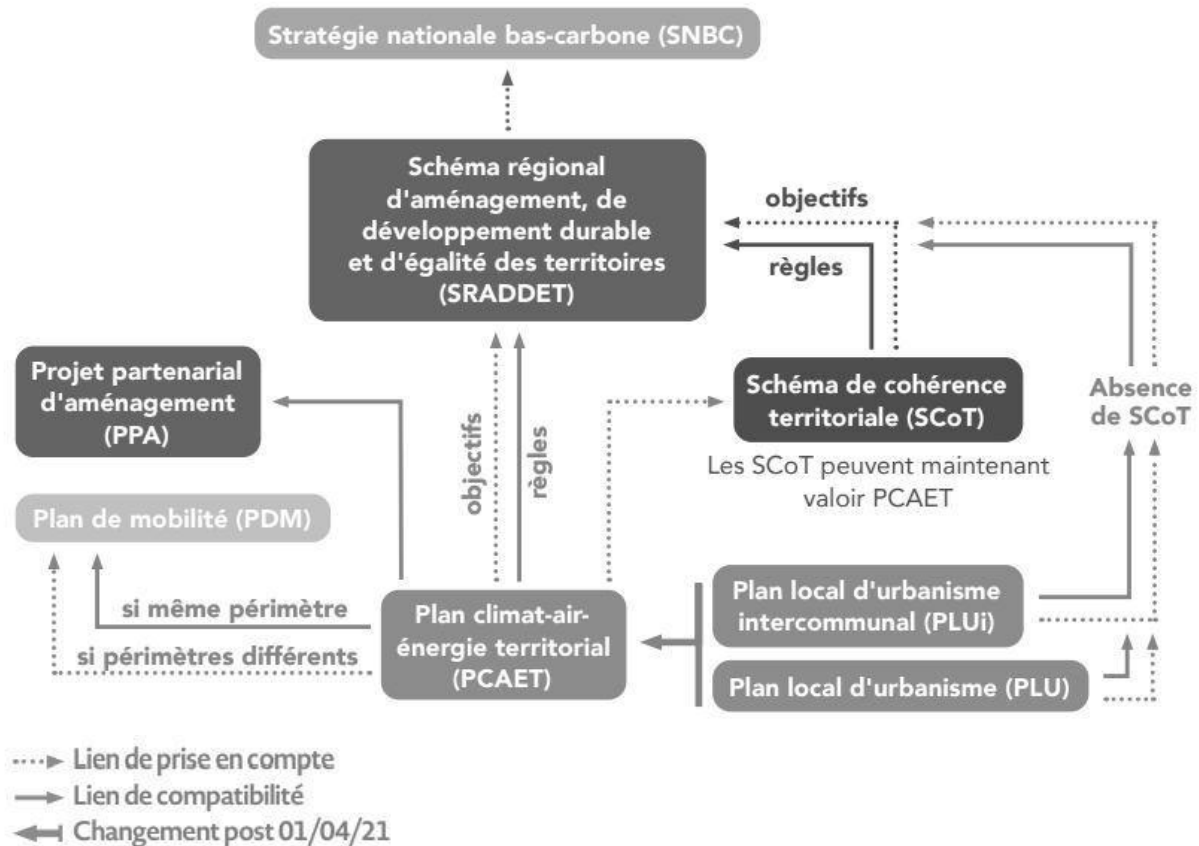 Stratégie nationale bas-carbone (SNBC)
Schéma régional
d'aménagement, de
développement durable
et d'égalité des territoires
(SRADDET)
objectifs
règles
Projet partenarial
d'aménagement
(PPA)
objectifs
règles
Schéma de cohérence
territoriale (SCoT)
Absence
de SCoT
Les SCoT peuvent maintenant
valoir PCAET
Plan de mobilité (PDM)
si même périmètre
si périmètres différents
Plan climat-air-
énergie territorial
(PCAET)
Plan local d'urbanisme
intercommunal (PLUi)
Plan local d'urbanisme (PLU)
Lien de prise en compte
Lien de compatibilité
Changement post 01/04/21